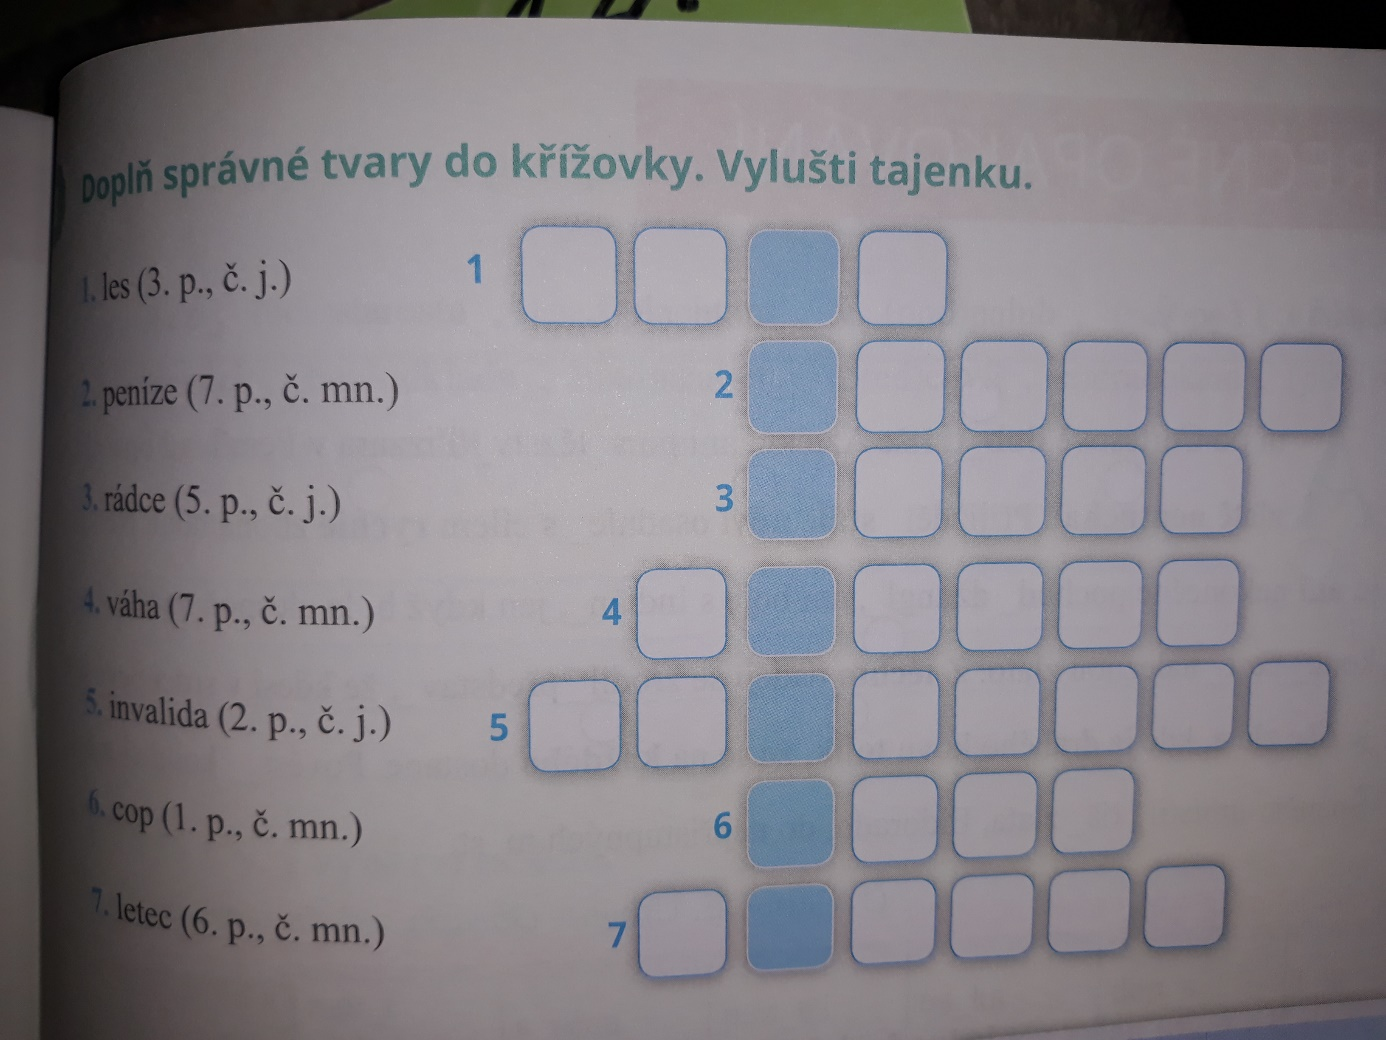 Doplň správné tvary do křížovky. Vylušti tajenku.
1. les (3. p., č. j.)
1
2. peníze (7. p., č. mn.)
2
3. rádce (5. p., č. j.)
3
4. váha (7. p., č. mn.)
4
5. invalida (2. p., č. j.)
5
6. cop (1. p., č. mn.)
6
7. letec (6. p., č. mn.)
7